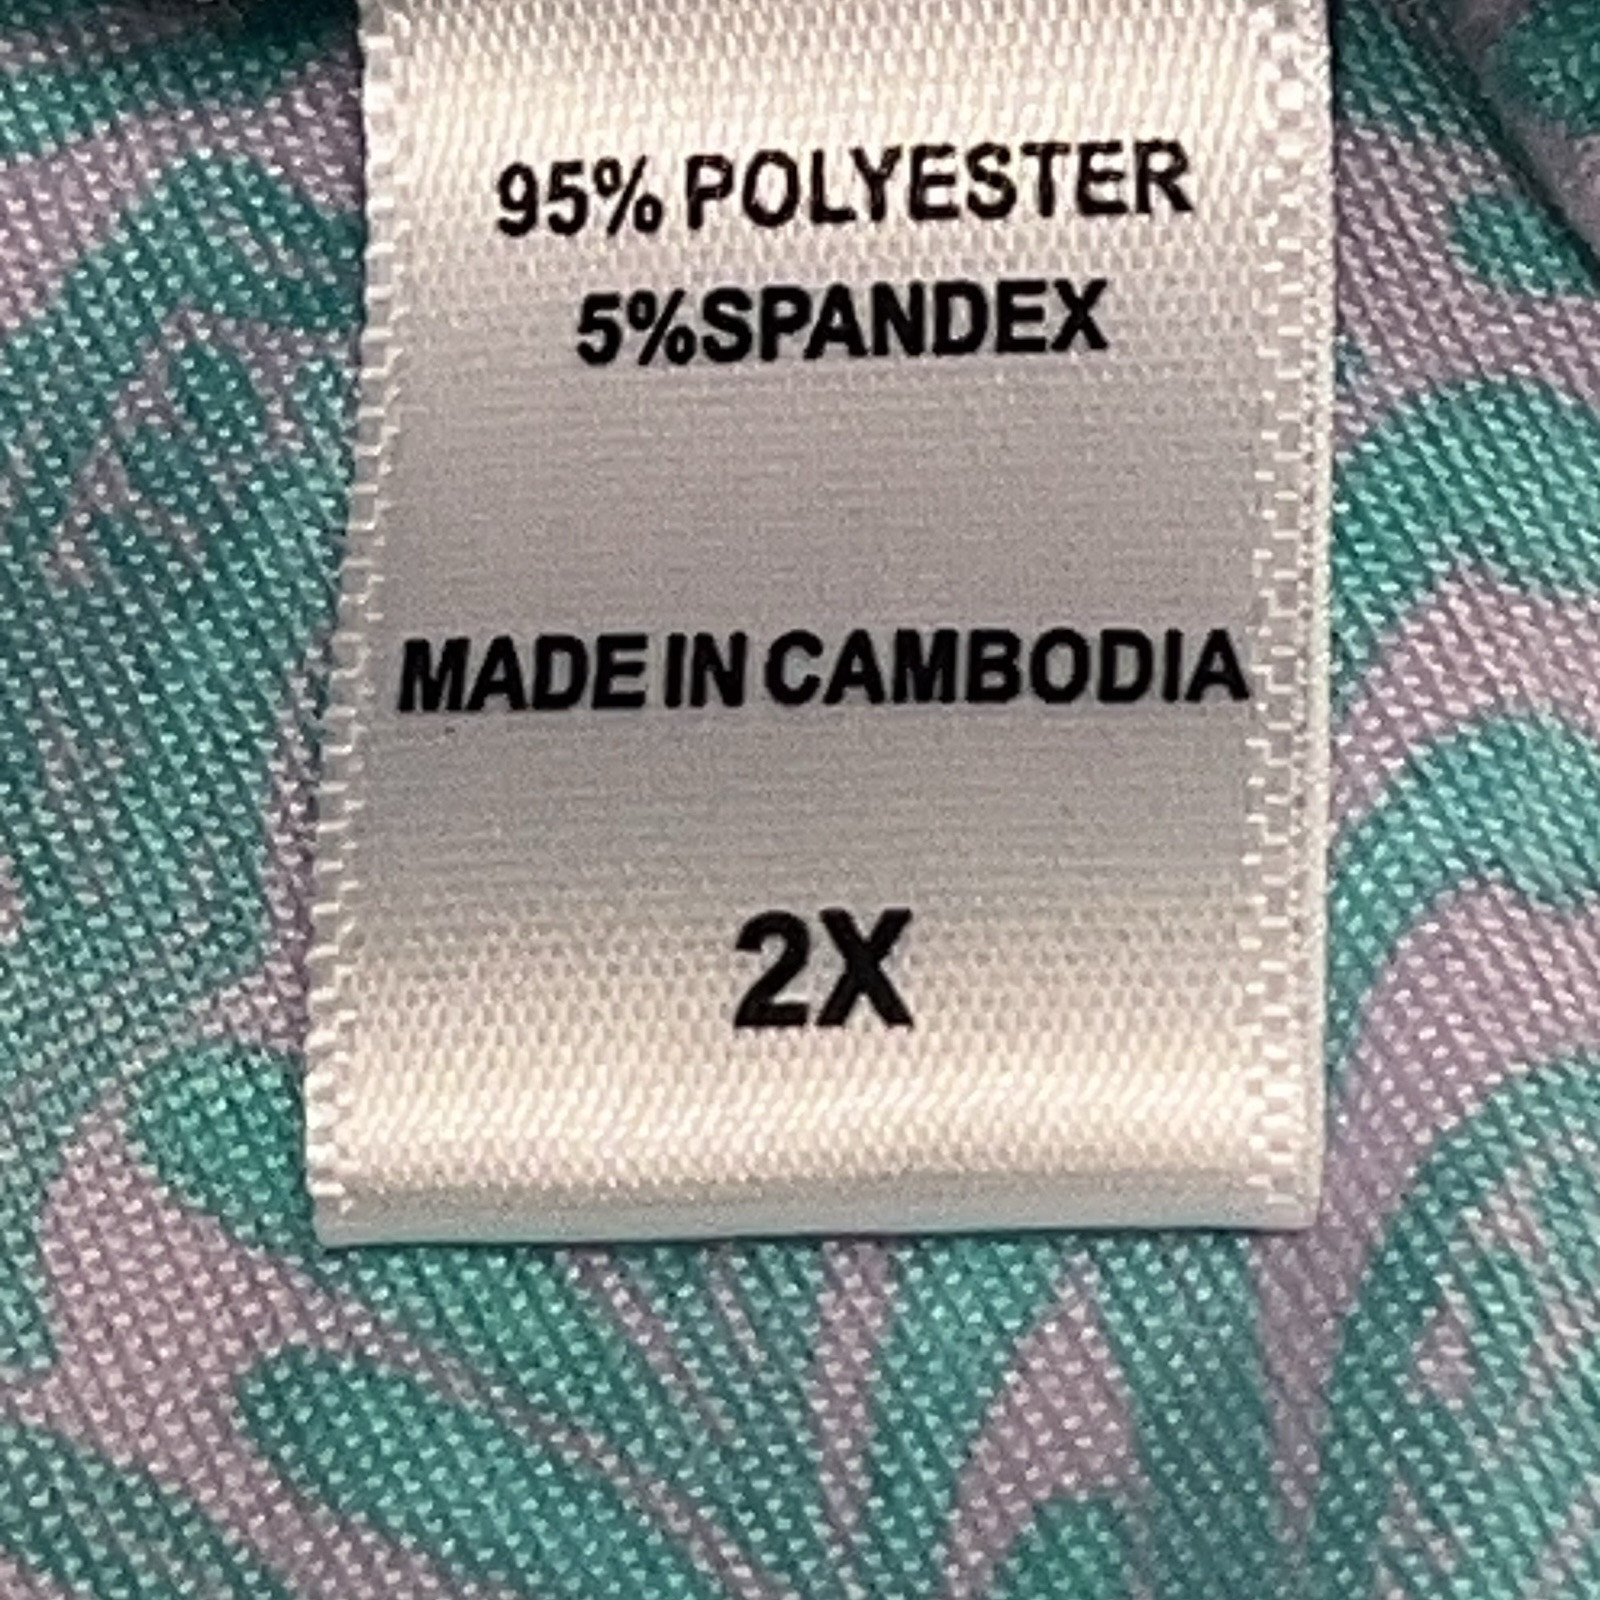 95% POLYESTER
5%SPANDEX
MADE IN CAMBODIA
2X